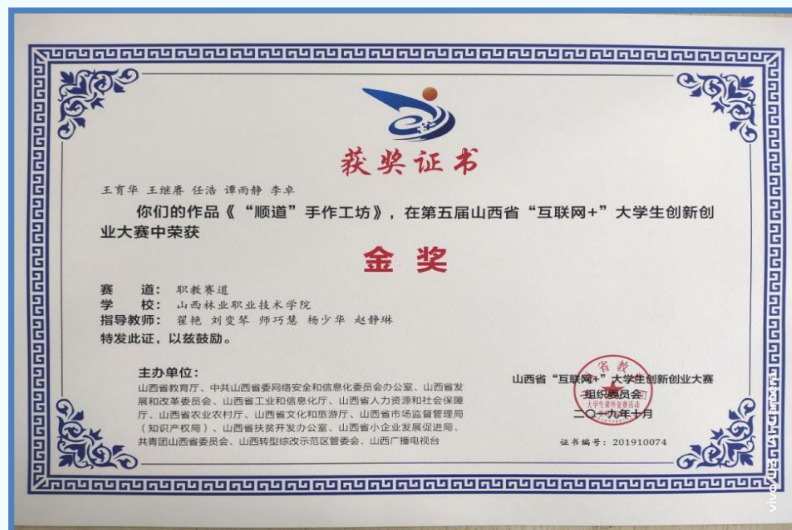 获奖证书
王育华 王继赓 任浩 谭雨静 李卓
你们的作品《“顺道”手作工坊》，在第五届山西省“互联网+”大学生创新创
业大赛中荣获
金奖
赛 道： 职教赛道
学 校： 山西林业职业技术学院
指导教师： 翟艳 刘变琴 师巧慧 杨少华 赵静琳
特发此证，以兹鼓励。
主办单位：
山西省教育厅、中共山西省委网络安全和信息化委员会办公室、山西省发
展和改革委员会、山西省工业和信息化厅、山西省人力资源和社会保障
厅、山西省农业农村厅、山西省文化和旅游厅、山西省市场监督管理局
（知识产权局）、山西省扶贫开发办公室、山西省小企业发展促进局、
共青团山西省委员会、山西转型综改示范区管委会、山西广播电视台
山西省“互联网+”大学生创新创业大赛
组织委员会
二〇一九年十月
证书编号：201910074